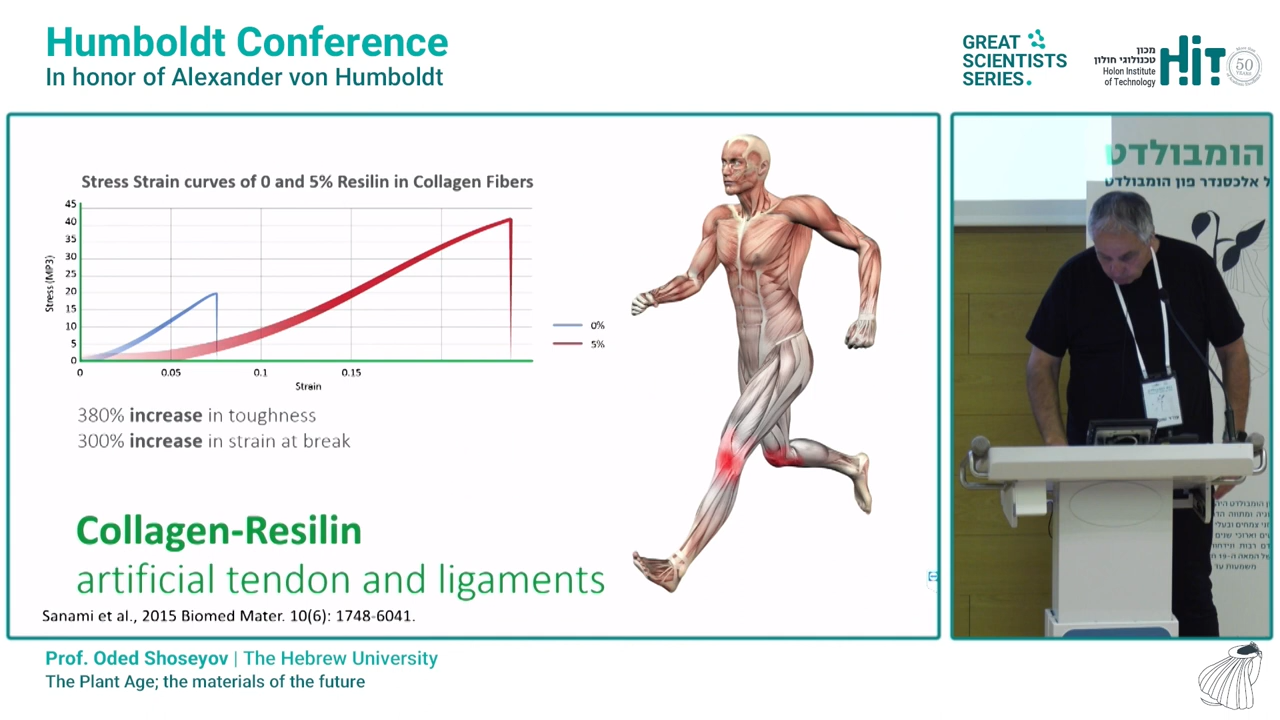 Humboldt Conference
In honor of Alexander von Humboldt
GREAT
SCIENTISTS
SERIES.
מכון
טכנולוגי חולון
Holon Institute
of Technology
HiT
50
YEARS
Stress Strain curves of 0 and 5% Resilin in Collagen Fibers
Stress (MP3)
45
40
35
30
25
20
15
10
5
0
0 0.05 0.1 0.15
Strain
0%
5%
380% increase in toughness
300% increase in strain at break
Collagen-Resilin
artificial tendon and ligaments
Sanami et al., 2015 Biomed Mater. 10(6): 1748-6041.
הומבולדט
ל אלכסנדר פון הומבולדט
Prof. Oded Shoseyov | The Hebrew University
The Plant Age; the materials of the future